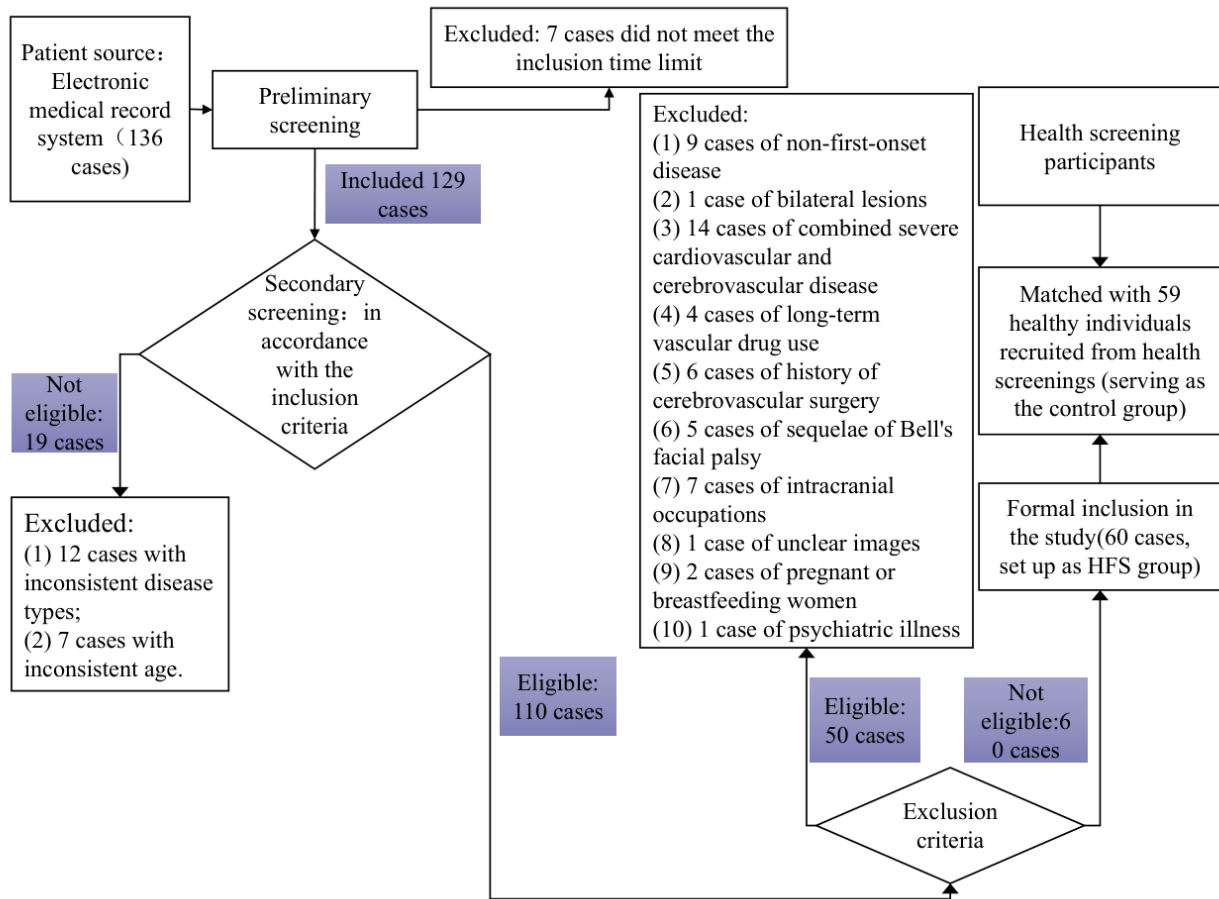 Patient source：
Electronic
medical record
system（136
cases)
Preliminary
screening
Excluded: 7 cases did not meet the
inclusion time limit
Included 129
cases
Secondary
screening：in
accordance
with the
inclusion
criteria
Not
eligible:
19 cases
Excluded:
(1) 12 cases with
inconsistent disease
types;
(2) 7 cases with
inconsistent age.
Eligible:
110 cases
Excluded:
(1) 9 cases of non-first-onset
disease
(2) 1 case of bilateral lesions
(3) 14 cases of combined severe
cardiovascular and
cerebrovascular disease
(4) 4 cases of long-term
vascular drug use
(5) 6 cases of history of
cerebrovascular surgery
(6) 5 cases of sequelae of Bell's
facial palsy
(7) 7 cases of intracranial
occupations
(8) 1 case of unclear images
(9) 2 cases of pregnant or
breastfeeding women
(10) 1 case of psychiatric illness
Eligible:
50 cases
Not
eligible:6
0 cases
Exclusion
criteria
Health screening
participants
Matched with 59
healthy individuals
recruited from health
screenings (serving as
the control group)
Formal inclusion in
the study(60 cases,
set up as HFS group)